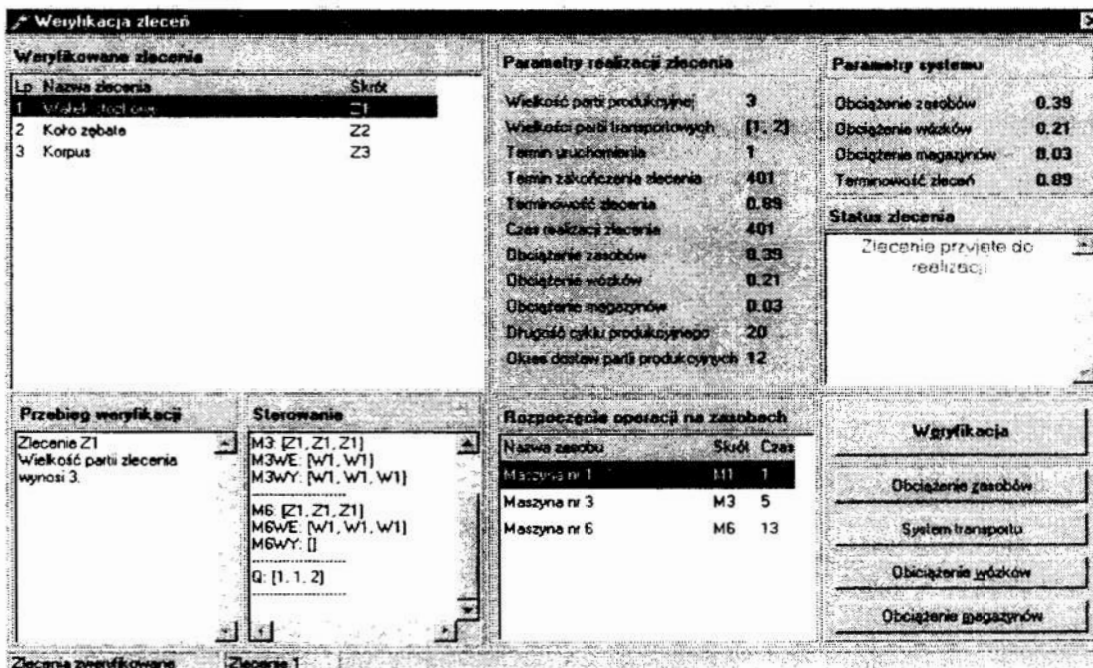 Weryfikacja zleceń
Weryfikowane zlecenia
Lp Nazwa zlecenia Skrót
1 Z1
2 Koło zębate Z2
3 Korpus Z3
Parametry realizacji zlecenia
Wielkość partii produkcyjnej 3
Wielkości partii transportowych [1, 2]
Termin uruchomienia 1
Termin zakończenia zlecenia 401
Terminowość zlecenia 0.89
Czas realizacji zlecenia 401
Obciążenie zasobów 0.39
Obciążenie wózków 0.21
Obciążenie magazynów 0.03
Długość cyklu produkcyjnego 20
Okres dostaw partii produkcyjnych 12
Parametry systemu
Obciążenie zasobów 0.39
Obciążenie wózków 0.21
Obciążenie magazynów 0.03
Terminowość zleceń 0.89
Status zlecenia
Zlecenie przyjęte do
realizacji
Przebieg weryfikacji
Zlecenie Z1
Wielkość partii zlecenia
wynosi 3.
Sterowanie
M3: [Z1, Z1, Z1]
M3WE: [W1, W1]
M3WY: [W1, W1, W1]
--------------------
M6: [Z1, Z1, Z1]
M6WE: [W1, W1, W1]
M6WY: []
--------------------
Q: [1, 1, 2]
--------------------
Rozpoczęcie operacji na zasobach
Nazwa zasobu Skrót Czas
Maszyna nr 1 M1 1
Maszyna nr 3 M3 5
Maszyna nr 6 M6 13
Weryfikacja
Obciążenie zasobów
System transportu
Obiciążenie wózków
Obciążenie magazynów
Zlecenia zweryfikowane Zlecenie 1